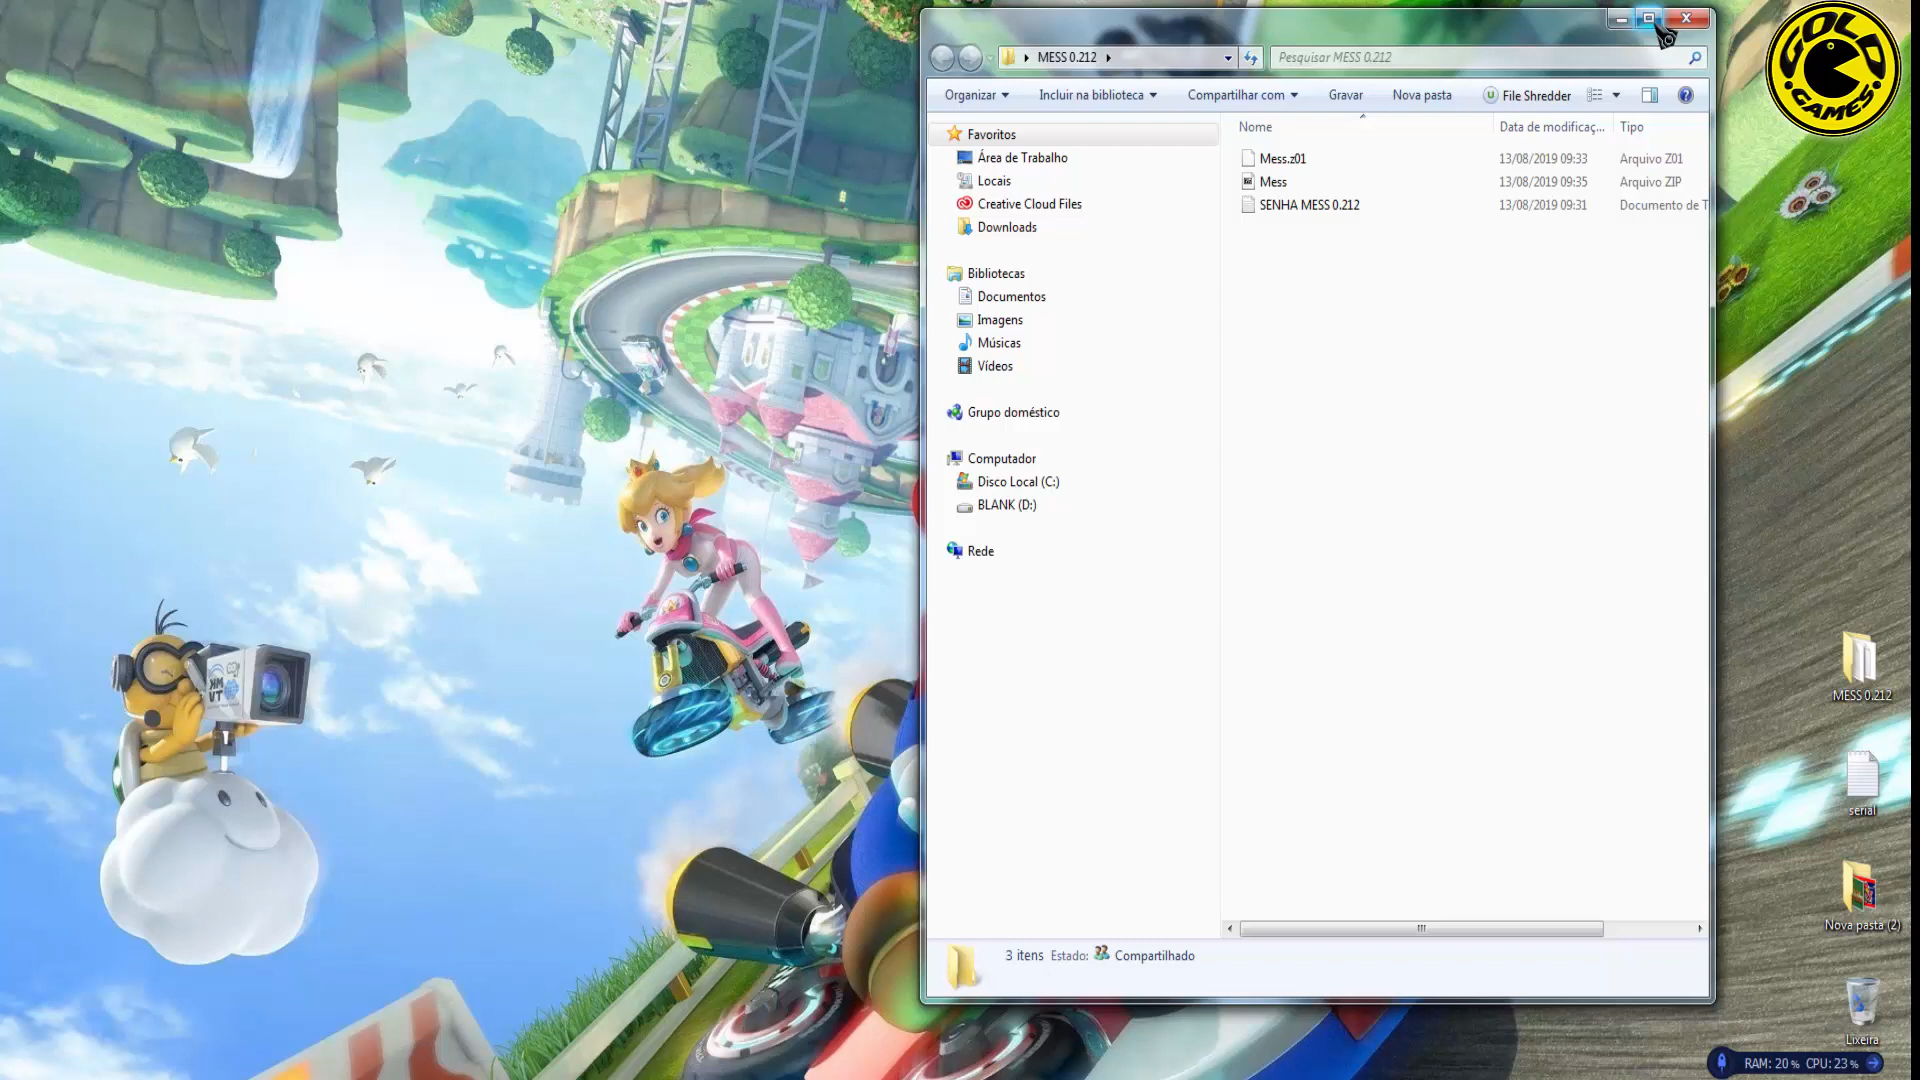 MESS 0.212
Pesquisar MESS 0.212
Organizar
Incluir na biblioteca
Compartilhar com
Gravar
Nova pasta
File Shredder
Nome
Data de modificaç...
Tipo
Favoritos
Área de Trabalho
Locais
Creative Cloud Files
Downloads
Bibliotecas
Documentos
Imagens
Músicas
Vídeos
Grupo doméstico
Computador
Disco Local (C:)
BLANK (D:)
Rede
Mess.z01 13/08/2019 09:33 Arquivo Z01
Mess 13/08/2019 09:35 Arquivo ZIP
SENHA MESS 0.212 13/08/2019 09:31 Documento de T
3 itens Estado: Compartilhado
GOLD
GAMES
MESS 0.212
serial
Nova pasta (2)
Lixeira
RAM: 20 % CPU: 23 %